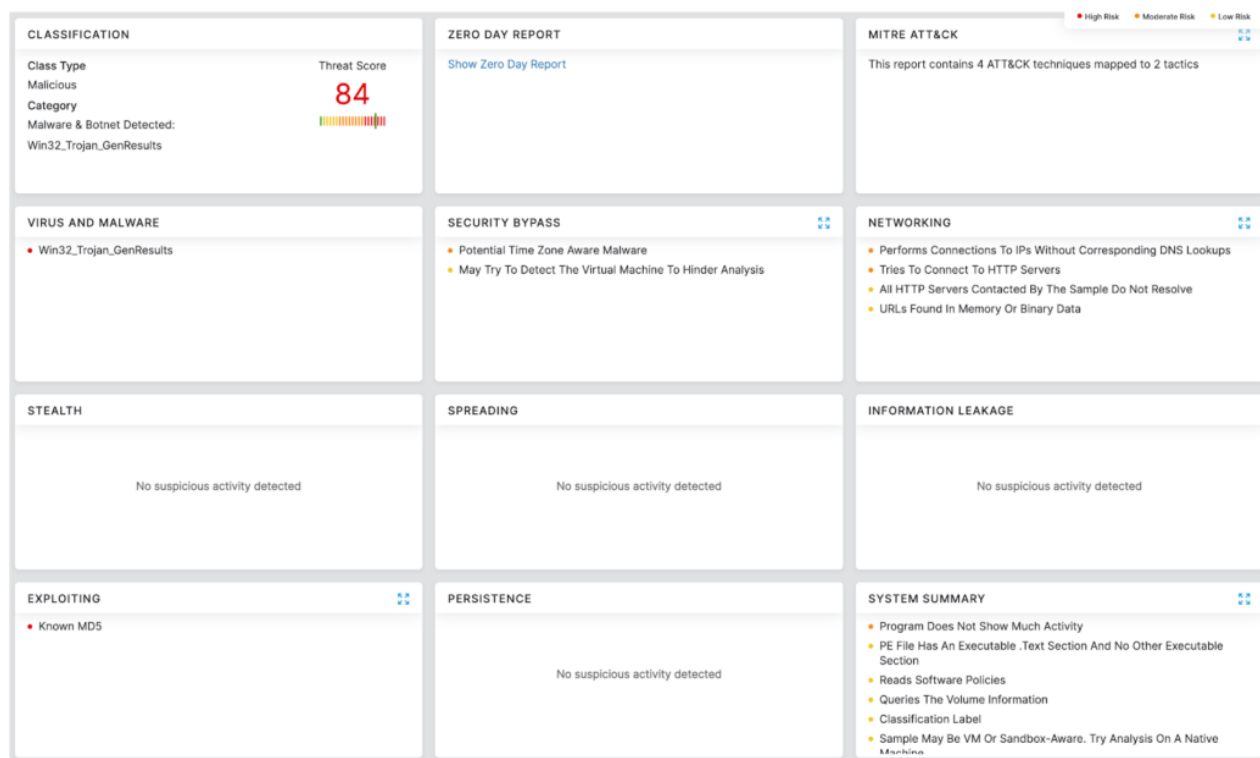 High Risk Moderate Risk Low Risk
CLASSIFICATION
Class Type
Malicious
Category
Malware & Botnet Detected:
Win32_Trojan_GenResults
Threat Score
84
ZERO DAY REPORT
Show Zero Day Report
MITRE ATT&CK
This report contains 4 ATT&CK techniques mapped to 2 tactics
VIRUS AND MALWARE
Win32_Trojan_GenResults
SECURITY BYPASS
Potential Time Zone Aware Malware
May Try To Detect The Virtual Machine To Hinder Analysis
NETWORKING
Performs Connections To IPs Without Corresponding DNS Lookups
Tries To Connect To HTTP Servers
All HTTP Servers Contacted By The Sample Do Not Resolve
URLs Found In Memory Or Binary Data
STEALTH
No suspicious activity detected
SPREADING
No suspicious activity detected
INFORMATION LEAKAGE
No suspicious activity detected
EXPLOITING
Known MD5
PERSISTENCE
No suspicious activity detected
SYSTEM SUMMARY
Program Does Not Show Much Activity
PE File Has An Executable .Text Section And No Other Executable
Section
Reads Software Policies
Queries The Volume Information
Classification Label
Sample May Be VM Or Sandbox-Aware. Try Analysis On A Native
Machine